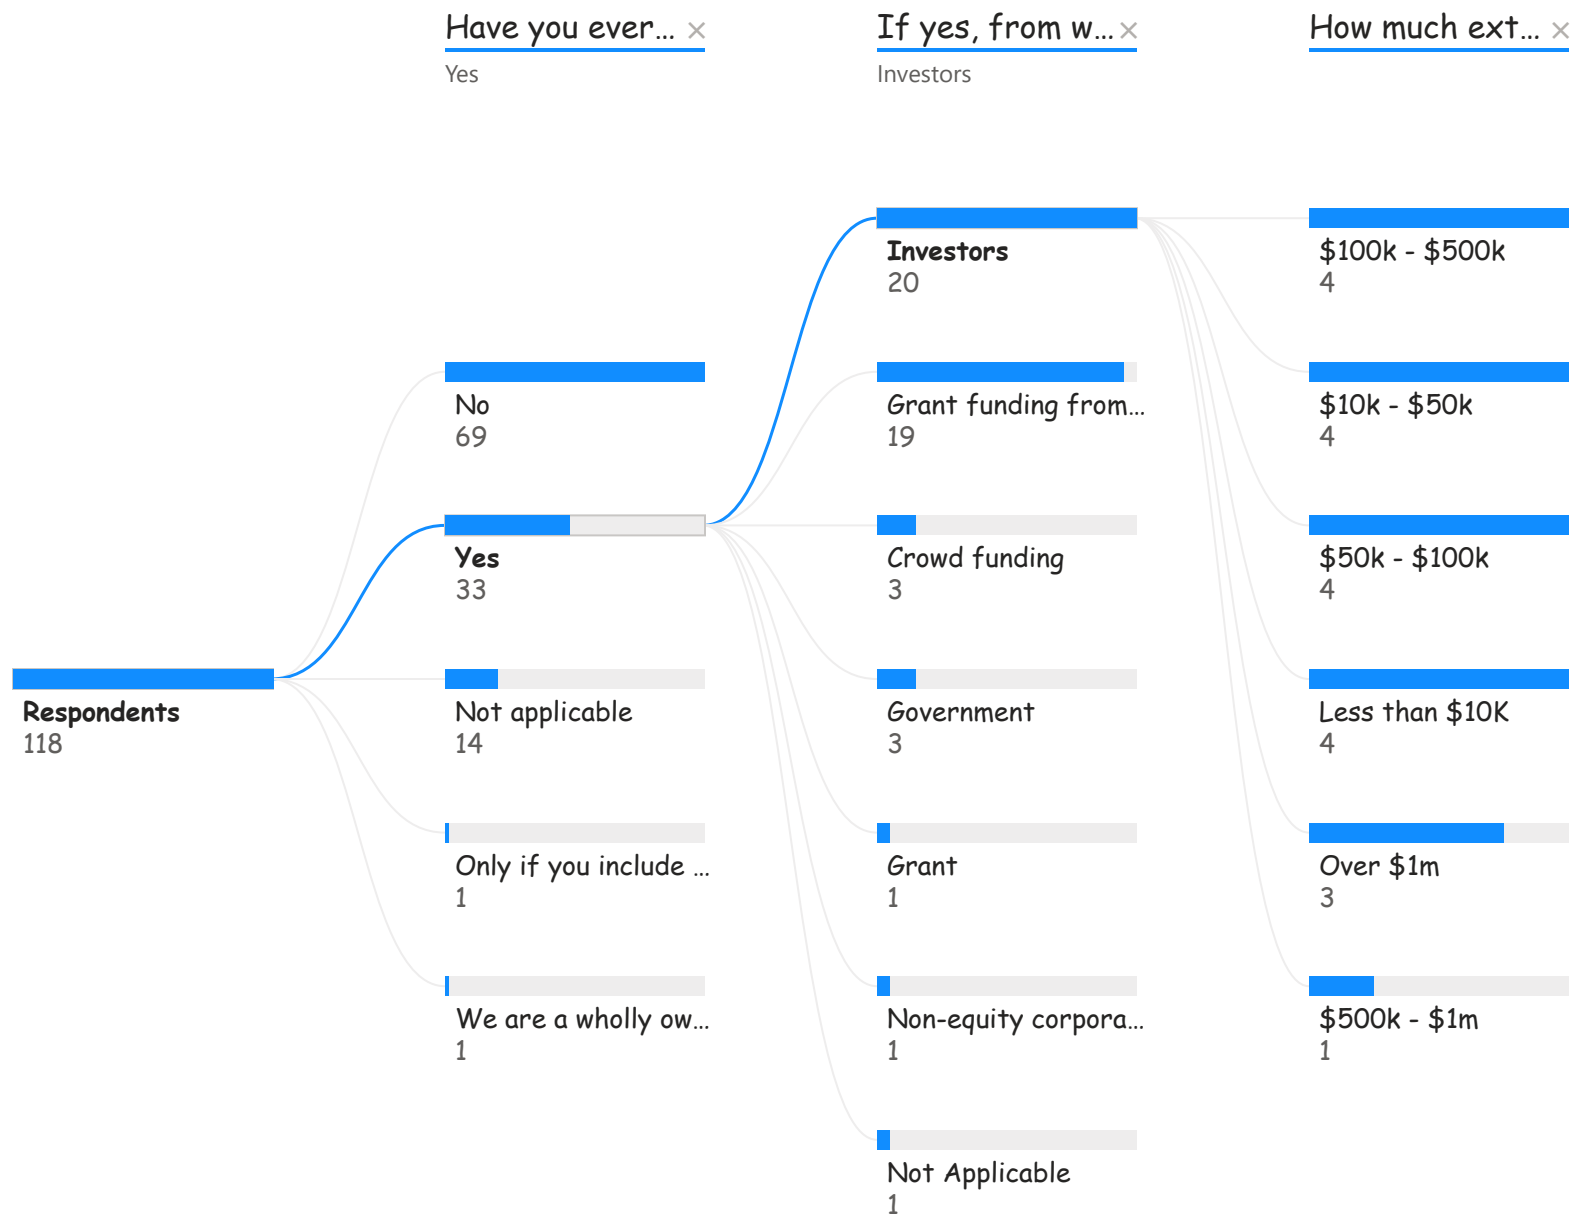 Have you ever... ×
Yes
If yes, from w... ×
Investors
How much ext... ×
Respondents
118
No
69
Yes
33
Not applicable
14
Only if you include ...
1
We are a wholly ow...
1
Investors
20
Grant funding from...
19
Crowd funding
3
Government
3
Grant
1
Non-equity corpora...
1
Not Applicable
1
$100k - $500k
4
$10k - $50k
4
$50k - $100k
4
Less than $10K
4
Over $1m
3
$500k - $1m
1